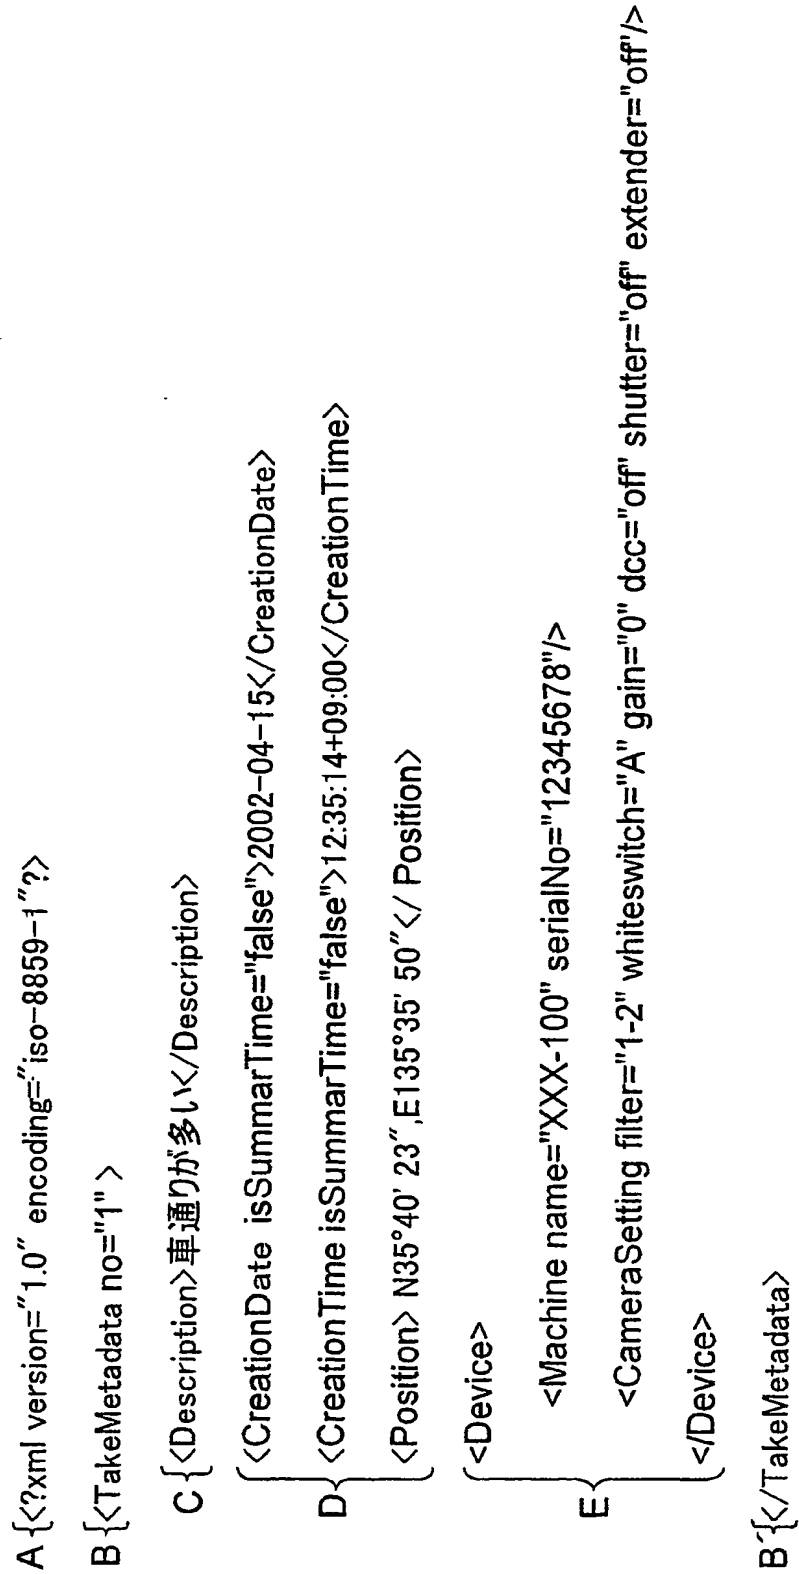 A {<?xml version="1.0" encoding="iso-8859-1"?>
B {<TakeMetadata no="1" >
C {<Description>車通りが多い</Description>
<CreationDate isSummarTime="false">2002-04-15</CreationDate>
D <CreationTime isSummarTime="false">12:35:14+09:00</CreationTime>
<Position> N35°40' 23",E135°35' 50"</ Position>
<Device>
<Machine name="XXX-100" serialNo="12345678"/>
E
<CameraSetting filter="1-2" whiteswitch="A" gain="0" dcc="off" shutter="off" extender="off"/>
</Device>
B´{</TakeMetadata>